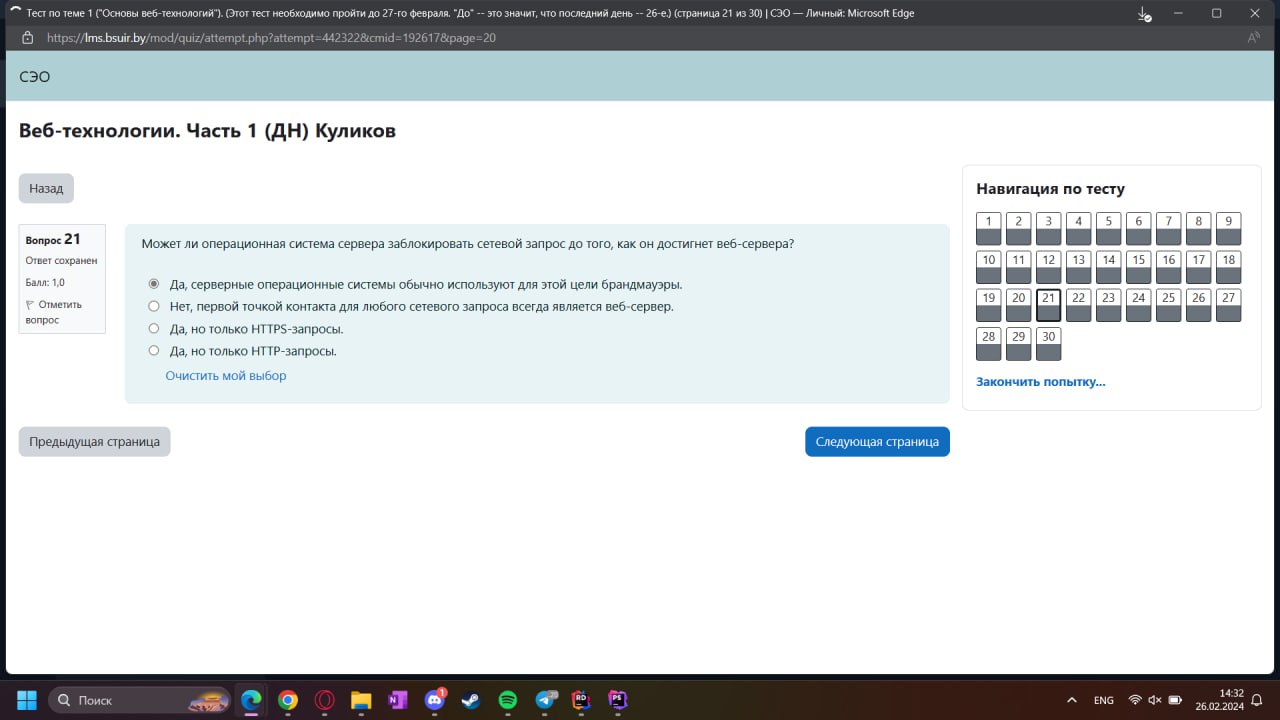 Тест по теме 1 ("Основы веб-технологий"). (Этот тест необходимо пройти до 27-го февраля. "До" -- это значит, что последний день -- 26-е.) (страница 21 из 30) | СЭО — Личный: Microsoft Edge
https://lms.bsuir.by/mod/quiz/attempt.php?attempt=442322&cmid=192617&page=20
СЭО
Веб-технологии. Часть 1 (ДН) Куликов
Назад
Вопрос 21
Ответ сохранен
Балл: 1,0
Отметить
вопрос
Может ли операционная система сервера заблокировать сетевой запрос до того, как он достигнет веб-сервера?
Да, серверные операционные системы обычно используют для этой цели брандмауэры.
Нет, первой точкой контакта для любого сетевого запроса всегда является веб-сервер.
Да, но только HTTPS-запросы.
Да, но только HTTP-запросы.
Очистить мой выбор
Предыдущая страница
Следующая страница
Навигация по тесту
1 2 3 4 5 6 7 8 9
10 11 12 13 14 15 16 17 18
19 20 21 22 23 24 25 26 27
28 29 30
Закончить попытку...
Поиск
1
RD
PS
ENG
14:32
26.02.2024